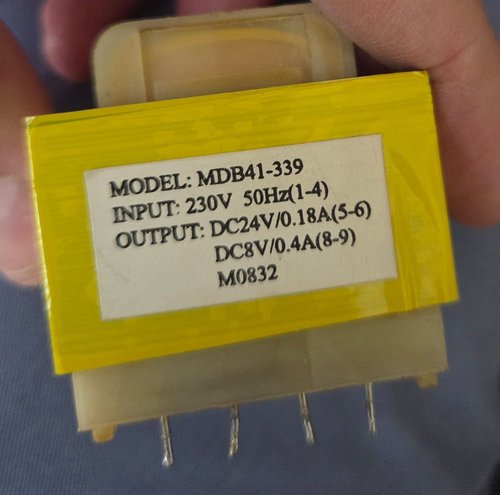 MODEL: MDB41-339
INPUT: 230V 50Hz(1-4)
OUTPUT: DC24V/0.18A(5-6)
DC8V/0.4A(8-9)
M0832